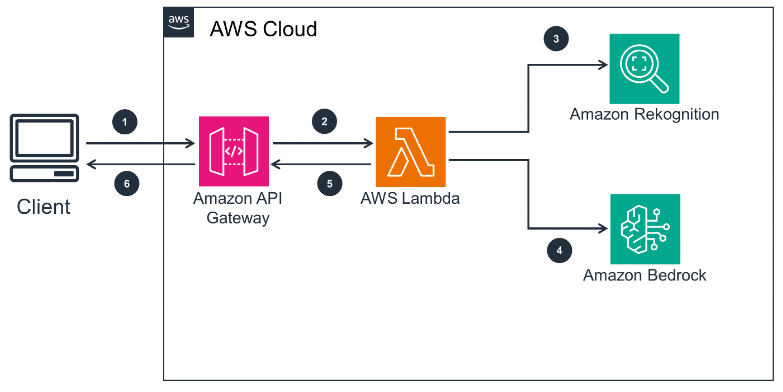 aws
AWS Cloud
3
Amazon Rekognition
1
2
Client
6
Amazon API
Gateway
5
AWS Lambda
4
Amazon Bedrock